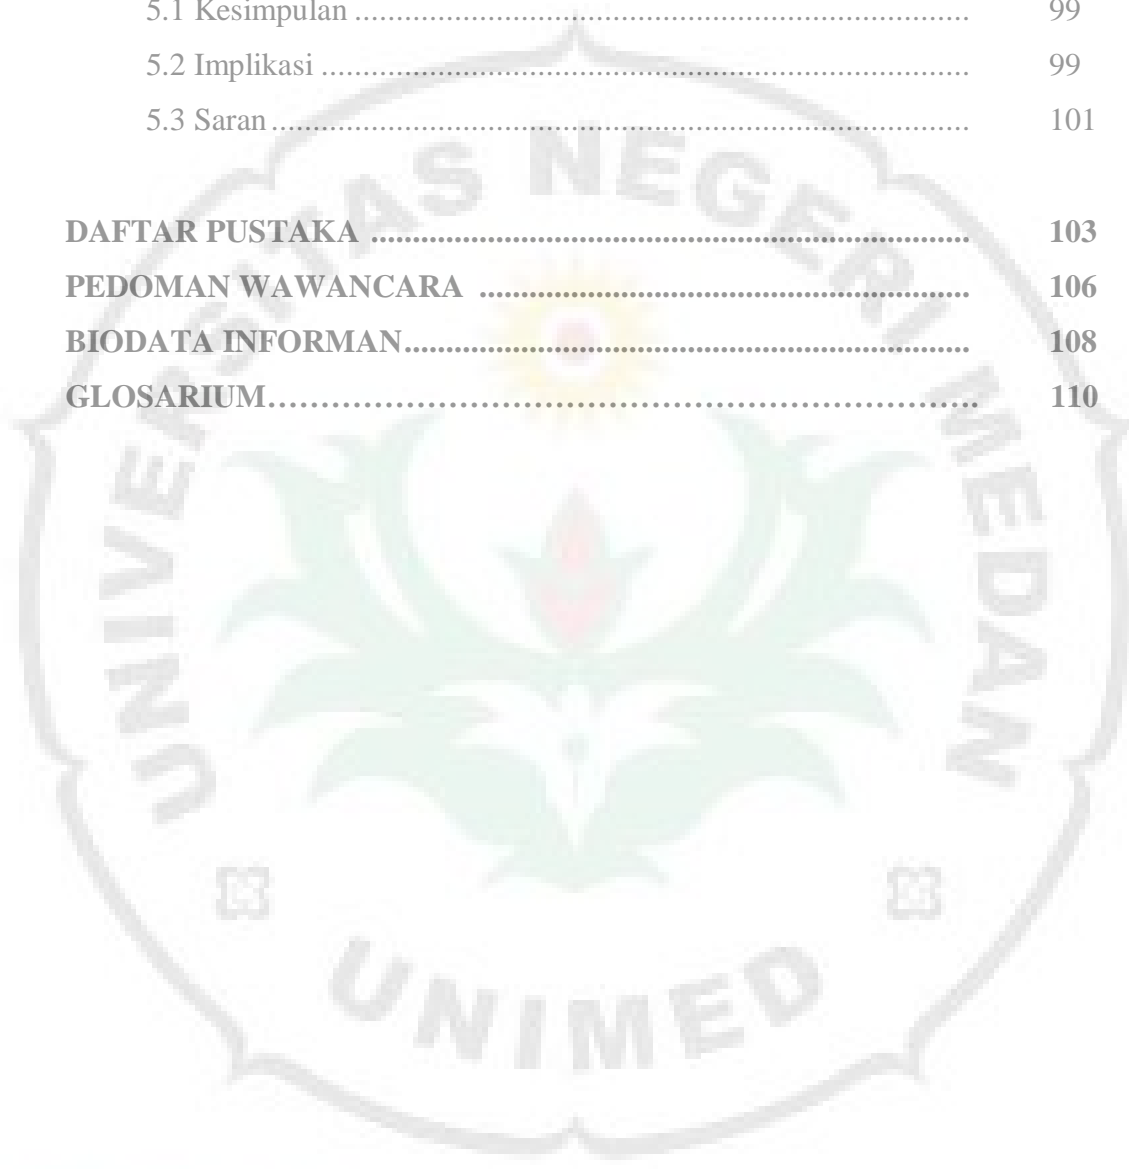 5.1 Kesimpulan ........................................................................... 99
5.2 Implikasi ............................................................................... 99
5.3 Saran ..................................................................................... 101
DAFTAR PUSTAKA ........................................................................ 103
PEDOMAN WAWANCARA ........................................................... 106
BIODATA INFORMAN.................................................................... 108
GLOSARIUM……………………………………………………………. 110
UNIVERSITAS NEGERI MEDAN
UNIMED